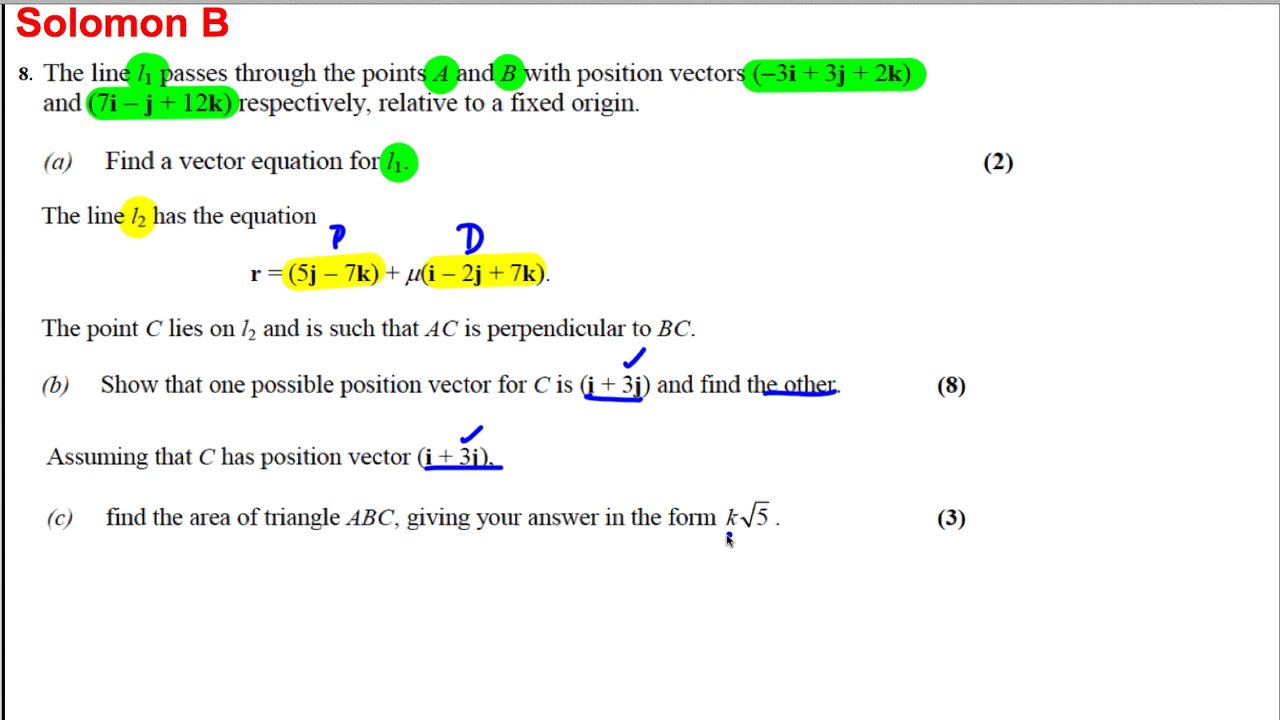 Solomon B
8. The line l₁ passes through the points A and B with position vectors (–3i + 3j + 2k)
and (7i – j + 12k) respectively, relative to a fixed origin.
(a) Find a vector equation for l₁. (2)
The line l₂ has the equation
P D
r = (5j – 7k) + μ(i – 2j + 7k).
The point C lies on l₂ and is such that AC is perpendicular to BC.
(b) Show that one possible position vector for C is (i + 3j) and find the other. (8)
Assuming that C has position vector (i + 3j),
(c) find the area of triangle ABC, giving your answer in the form k√5 . (3)